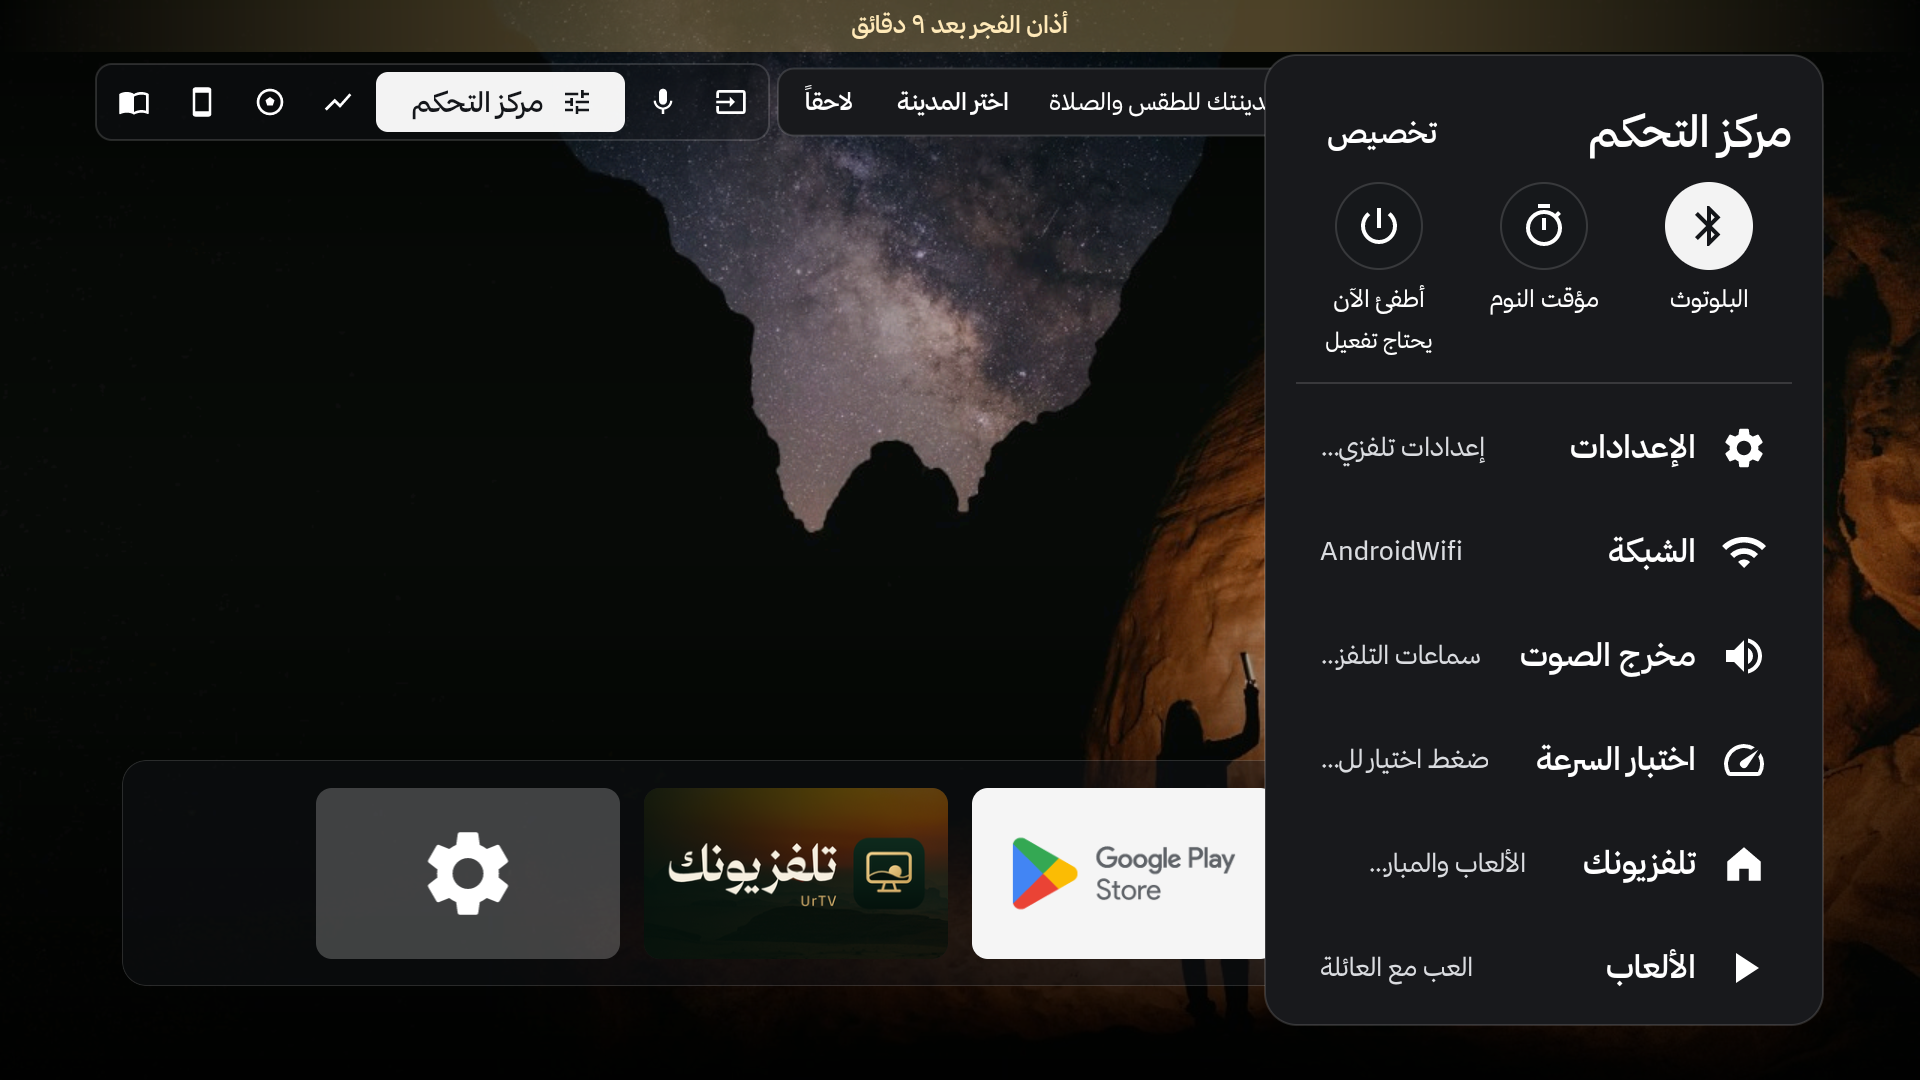 أذان الفجر بعد ٩ دقائق
مركز التحكم
دينتك للطقس والصلاة
اختر المدينة
لاحقاً
مركز التحكم
تخصيص
البلوتوث
مؤقت النوم
أطفئ الآن
يحتاج تفعيل
الإعدادات
إعدادات تلفزي...
الشبكة
AndroidWifi
مخرج الصوت
سماعات التلفز...
اختبار السرعة
ضغط اختيار لل...
تلفزيونك
الألعاب والمبار...
الألعاب
العب مع العائلة
Google Play
Store
تلفزيونك
UrTV